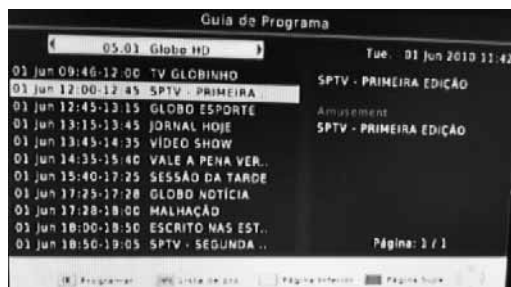 Guia de Programa
05.01 Globo HD
Tue. 01 Jun 2010 11:42
01 Jun 09:46-12:00 TV GLOBINHO
01 Jun 12:00-12:45 SPTV - PRIMEIRA ..
01 Jun 12:45-13:15 GLOBO ESPORTE
01 Jun 13:15-13:45 JORNAL HOJE
01 Jun 13:45-14:35 VÍDEO SHOW
01 Jun 14:35-15:40 VALE A PENA VER..
01 Jun 15:40-17:25 SESSÃO DA TARDE
01 Jun 17:25-17:28 GLOBO NOTÍCIA
01 Jun 17:28-18:00 MALHAÇÃO
01 Jun 18:00-18:50 ESCRITO NAS EST..
01 Jun 18:50-19:05 SPTV - SEGUNDA ..
SPTV - PRIMEIRA EDIÇÃO
Amusement
SPTV - PRIMEIRA EDIÇÃO
Página: 1 / 1
Programar
Lista de
Página Inferior
Página